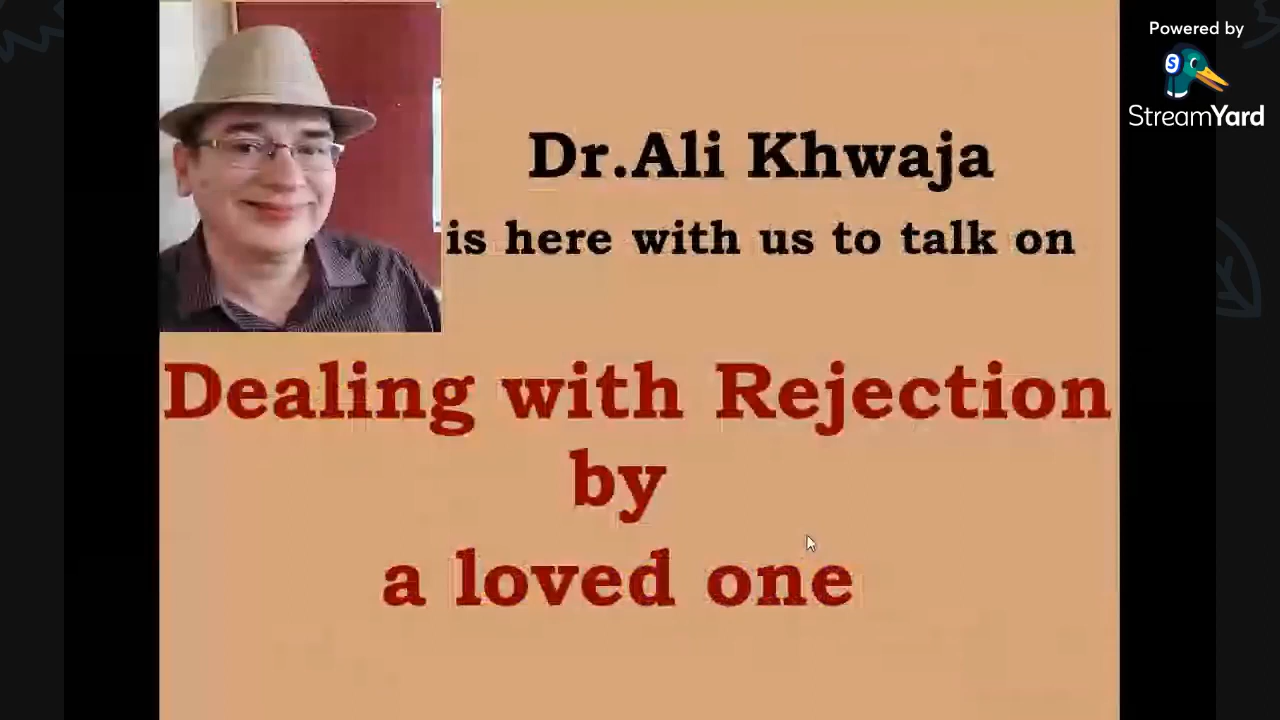 Powered by
StreamYard
Dr.Ali Khwaja
is here with us to talk on
Dealing with Rejection
by
a loved one